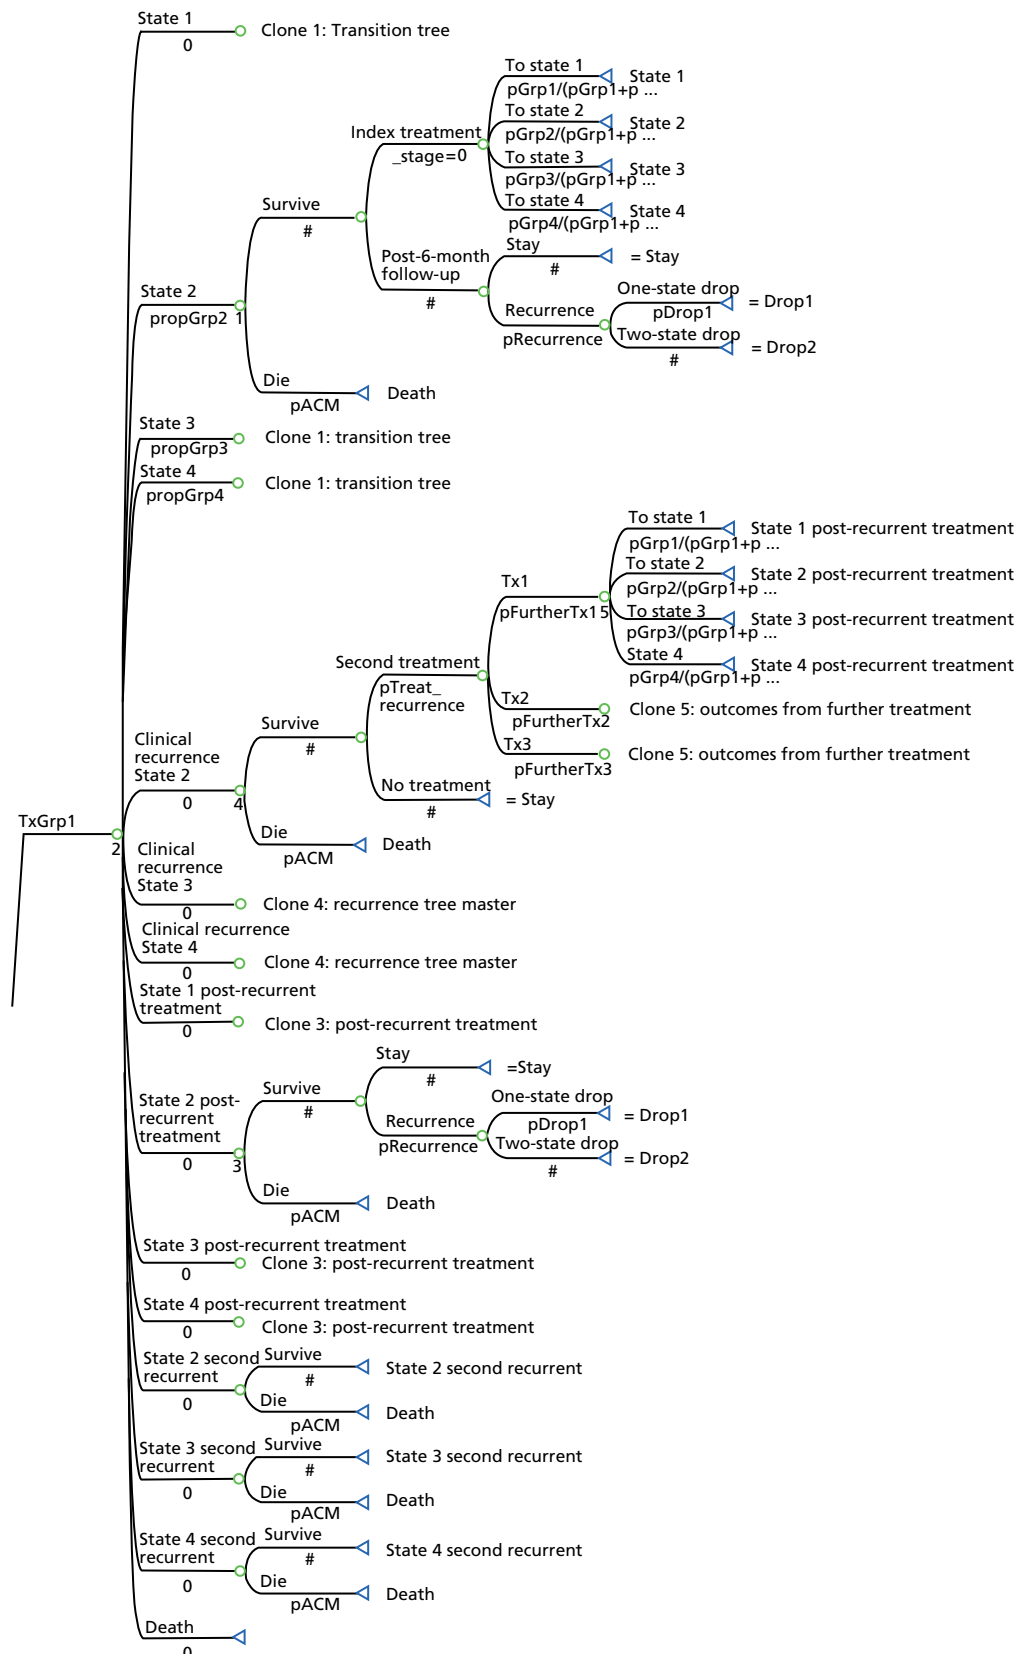 State 1
0
Clone 1: Transition tree
To state 1
pGrp1/(pGrp1+p ...
State 1
To state 2
pGrp2/(pGrp1+p ...
State 2
Index treatment
_stage=0
To state 3
pGrp3/(pGrp1+p ...
State 3
To state 4
pGrp4/(pGrp1+p ...
State 4
Survive
#
Post-6-month
follow-up
#
Stay
#
= Stay
Recurrence
pRecurrence
One-state drop
pDrop1
= Drop1
Two-state drop
#
= Drop2
State 2
propGrp2
1
Die
pACM
Death
State 3
propGrp3
Clone 1: transition tree
State 4
propGrp4
Clone 1: transition tree
To state 1
pGrp1/(pGrp1+p ...
State 1 post-recurrent treatment
To state 2
pGrp2/(pGrp1+p ...
State 2 post-recurrent treatment
Tx1
pFurtherTx1
5
To state 3
pGrp3/(pGrp1+p ...
State 3 post-recurrent treatment
State 4
pGrp4/(pGrp1+p ...
State 4 post-recurrent treatment
Second treatment
pTreat_
recurrence
Tx2
pFurtherTx2
Clone 5: outcomes from further treatment
Tx3
pFurtherTx3
Clone 5: outcomes from further treatment
Survive
#
No treatment
#
= Stay
Clinical
recurrence
State 2
0
4
Die
pACM
Death
TxGrp1
2
Clinical
recurrence
State 3
0
Clone 4: recurrence tree master
Clinical recurrence
State 4
0
Clone 4: recurrence tree master
State 1 post-recurrent
treatment
0
Clone 3: post-recurrent treatment
Stay
#
=Stay
Survive
#
Recurrence
pRecurrence
One-state drop
pDrop1
= Drop1
Two-state drop
#
= Drop2
State 2 post-
recurrent
treatment
0
3
Die
pACM
Death
State 3 post-recurrent treatment
0
Clone 3: post-recurrent treatment
State 4 post-recurrent treatment
0
Clone 3: post-recurrent treatment
State 2 second
recurrent
0
Survive
#
State 2 second recurrent
Die
pACM
Death
State 3 second
recurrent
0
Survive
#
State 3 second recurrent
Die
pACM
Death
State 4 second
recurrent
0
Survive
#
State 4 second recurrent
Die
pACM
Death
Death
0